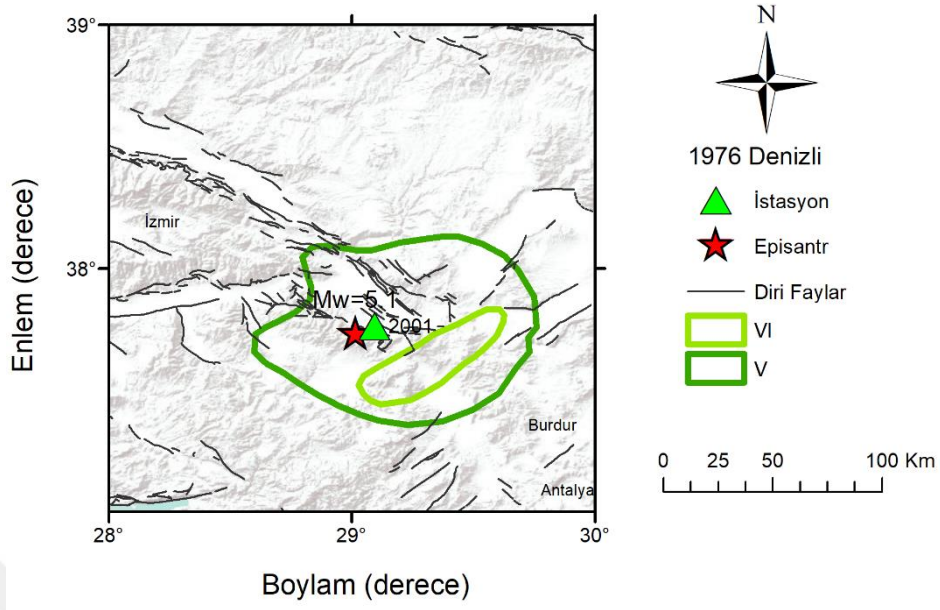 39°
38°
28°
29°
30°
Enlem (derece)
Boylam (derece)
İzmir
Mw=5.1
2001
Burdur
Antalya
N
1976 Denizli
İstasyon
Episantr
Diri Faylar
VI
V
0 25 50 100 Km